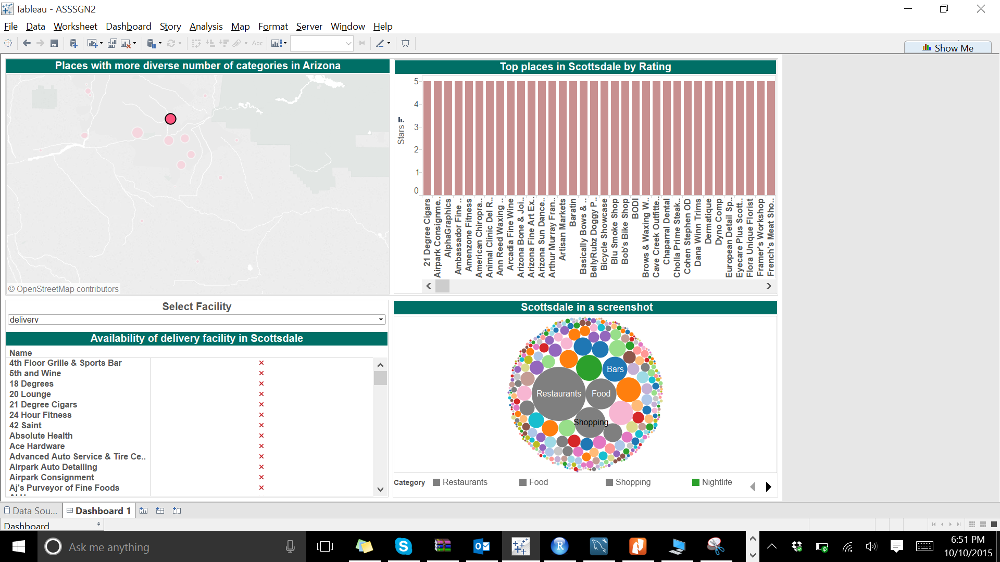 Tableau - ASSSGN2
File Data Worksheet Dashboard Story Analysis Map Format Server Window Help
Abc
Show Me
Places with more diverse number of categories in Arizona
© OpenStreetMap contributors
Top places in Scottsdale by Rating
Stars
5
4
3
2
1
0
21 Degree Cigars
Airpark Consignme..
AlphaGraphics
Ambassador Fine ..
Amenzone Fitness
American Chiropra..
Animal Clinic Del R..
Ann Reed Waxing ..
Arcadia Fine Wine
Arizona Bone & Joi..
Arizona Fine Art Ex..
Arizona Sun Dance..
Arthur Murray Fran..
Artisan Markets
Baratin
Basically Bows & ..
BellyRubz Doggy P..
Bicycle Showcase
Blu Smoke Shop
Bob's Bike Shop
BODI
Brows & Waxing W..
Cave Creek Outfitte..
Chaparral Dental
Cholla Prime Steak..
Cohen Stephen OD
Dana Winn Trims
Dermatique
Dyno Comp
European Detail Sp..
Eyecare Plus Scott..
Flora Unique Florist
Framer's Workshop
French's Meat Sho..
Select Facility
delivery
Availability of delivery facility in Scottsdale
Name
4th Floor Grille & Sports Bar
5th and Wine
18 Degrees
20 Lounge
21 Degree Cigars
24 Hour Fitness
42 Saint
Absolute Health
Ace Hardware
Advanced Auto Service & Tire Ce..
Airpark Auto Detailing
Airpark Consignment
Aj's Purveyor of Fine Foods
Scottsdale in a screenshot
Bars
Restaurants
Food
Shopping
Category Restaurants Food Shopping Nightlife
Data Sou...
Dashboard 1
Dashboard
Ask me anything
6:51 PM
10/10/2015